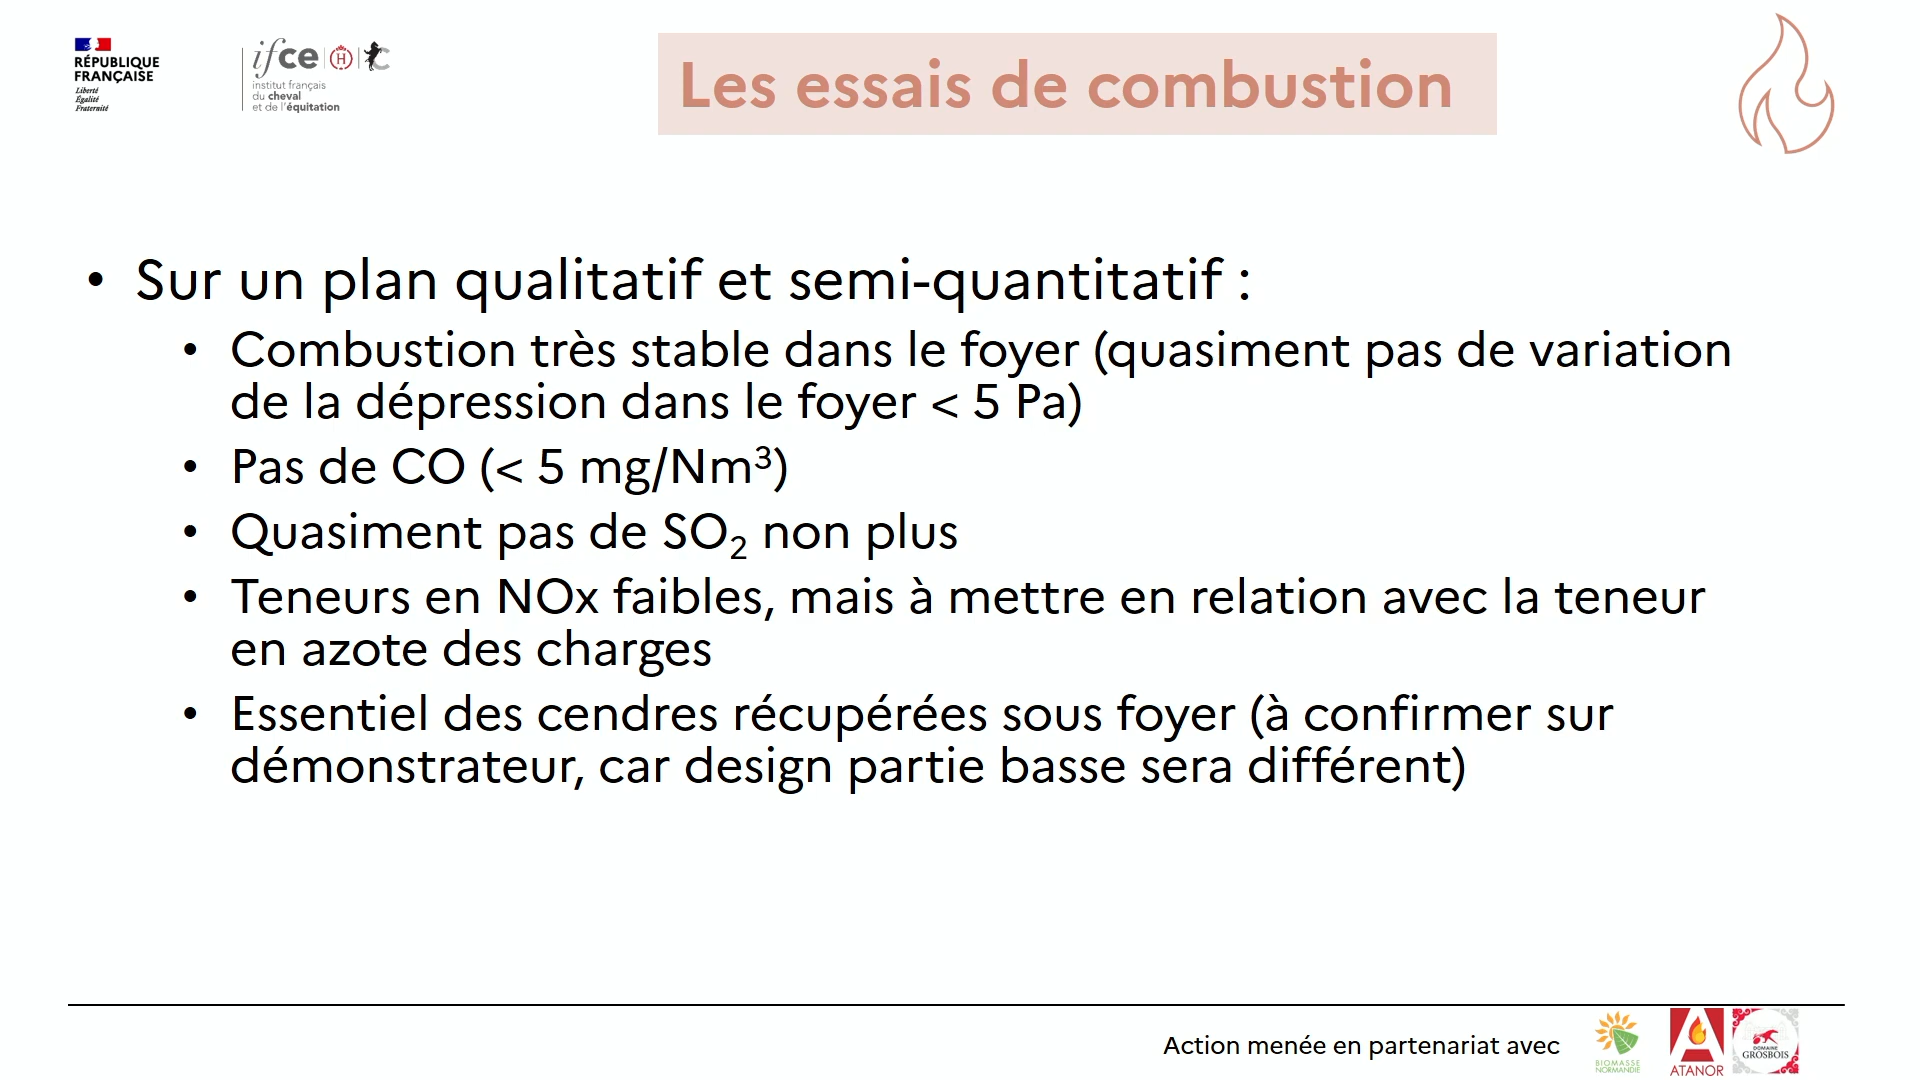 RÉPUBLIQUE
FRANÇAISE
Liberté
Égalité
Fraternité
ifce
H
institut français
du cheval
et de l'équitation
Les essais de combustion
• Sur un plan qualitatif et semi-quantitatif :
• Combustion très stable dans le foyer (quasiment pas de variation
de la dépression dans le foyer < 5 Pa)
• Pas de CO (< 5 mg/Nm³)
• Quasiment pas de SO₂ non plus
• Teneurs en NOx faibles, mais à mettre en relation avec la teneur
en azote des charges
• Essentiel des cendres récupérées sous foyer (à confirmer sur
démonstrateur, car design partie basse sera différent)
Action menée en partenariat avec
BIOMASSE
NORMANDIE
ATANOR
DOMAINE
GROSBOIS